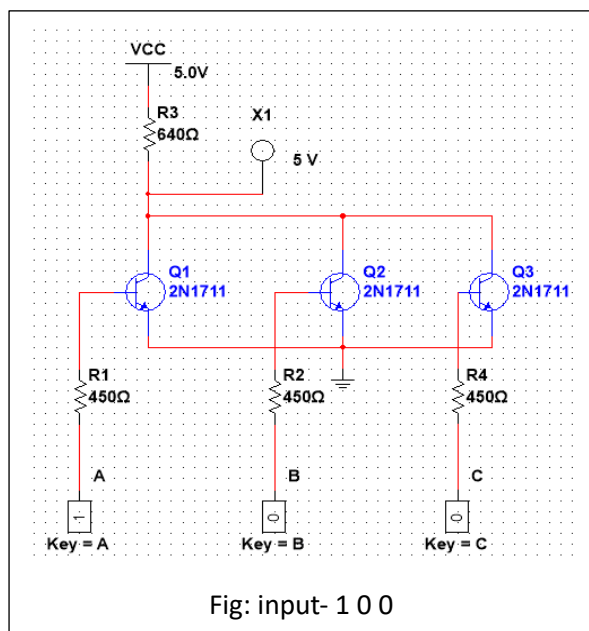 VCC
5.0V
R3
640Ω
X1
5 V
Q1
2N1711
Q2
2N1711
Q3
2N1711
R1
450Ω
R2
450Ω
R4
450Ω
A
B
C
1
0
0
Key = A
Key = B
Key = C
Fig: input- 1 0 0